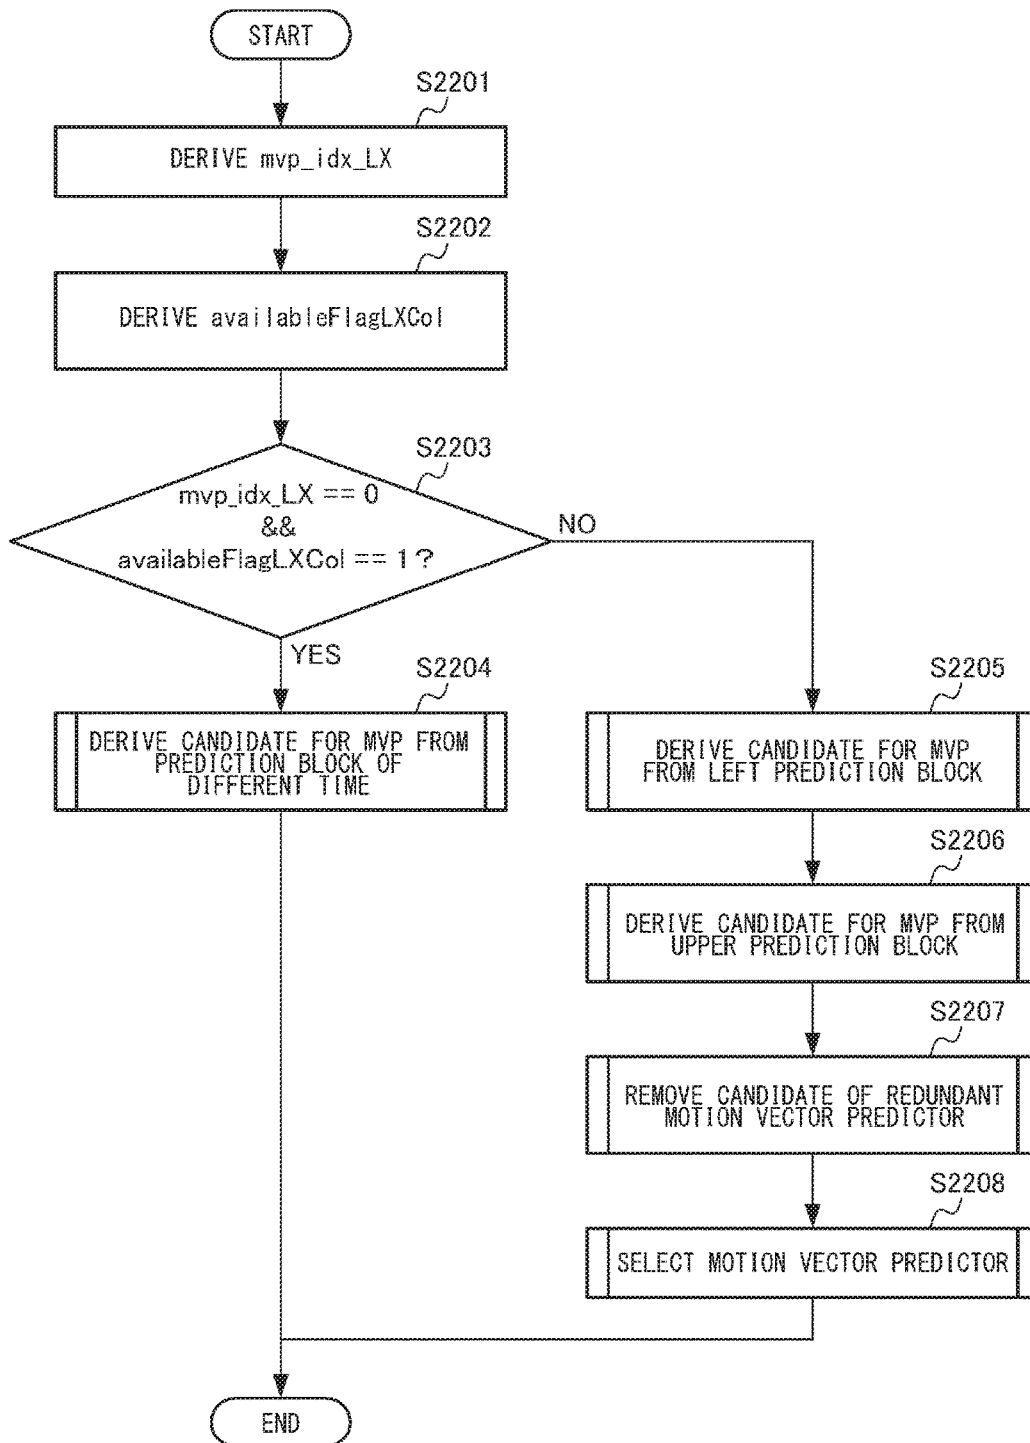 START
S2201
DERIVE mvp_idx_LX
S2202
DERIVE availableFlagLXCol
S2203
mvp_idx_LX == 0
&&
availableFlagLXCol == 1?
NO
YES
S2204
DERIVE CANDIDATE FOR MVP FROM
PREDICTION BLOCK OF
DIFFERENT TIME
S2205
DERIVE CANDIDATE FOR MVP
FROM LEFT PREDICTION BLOCK
S2206
DERIVE CANDIDATE FOR MVP FROM
UPPER PREDICTION BLOCK
S2207
REMOVE CANDIDATE OF REDUNDANT
MOTION VECTOR PREDICTOR
S2208
SELECT MOTION VECTOR PREDICTOR
END